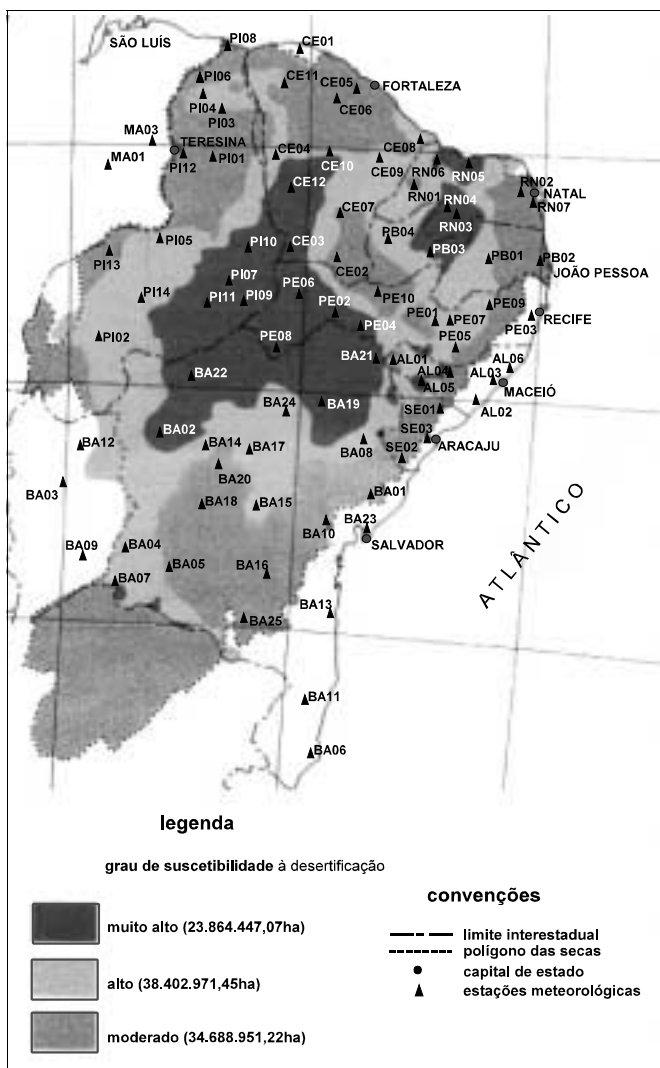 PI08
CE01
SÃO LUÍS
PI06
CE11
CE05
FORTALEZA
PI04
CE06
PI03
MA03
TERESINA
CE04
CE10
CE08
MA01
PI12
PI01
CE09
RN06
RN05
CE12
RN01
RN02
NATAL
RN04
RN07
CE07
RN03
PI05
PI10
CE03
PB04
PB03
PI13
CE02
PB01
PB02
JOÃO PESSOA
PI07
PE06
PI14
PI11
PI09
PE02
PE10
PE09
PE01
PE07
PE03
RECIFE
PI02
PE04
PE08
PE05
BA21
AL01
AL04
AL06
BA22
AL05
AL03
MACEIÓ
BA24
BA19
SE01
AL02
BA02
BA12
BA14
BA17
BA08
SE03
ARACAJU
BA20
SE02
BA03
BA18
BA15
BA01
BA10
BA23
SALVADOR
BA09
BA04
BA05
BA16
BA07
BA13
BA25
ATLÂNTICO
BA11
BA06
legenda
grau de suscetibilidade à desertificação
muito alto (23.864.447,07ha)
alto (38.402.971,45ha)
moderado (34.688.951,22ha)
convenções
limite interestadual
polígono das secas
capital de estado
estações meteorológicas